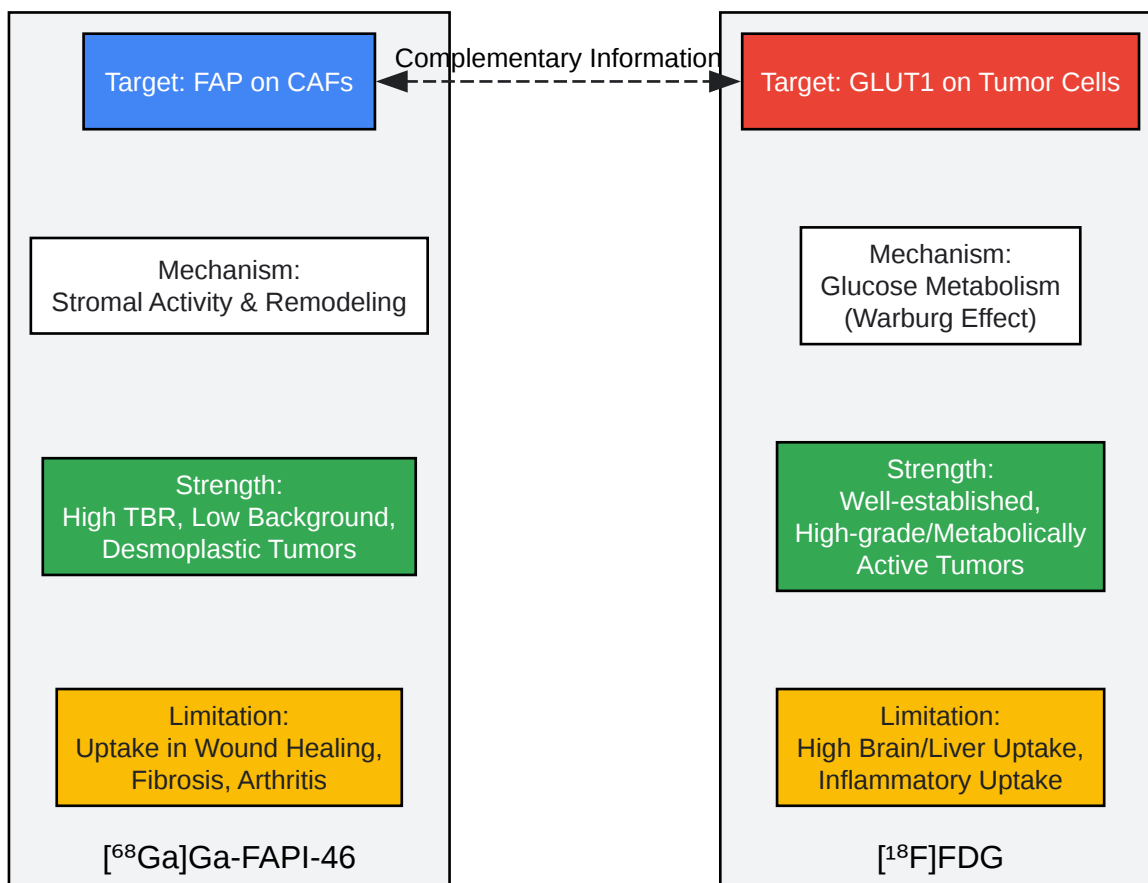 Complementary Information
Target: FAP on CAFs
Target: GLUT1 on Tumor Cells
Mechanism:
Stromal Activity & Remodeling
Mechanism:
Glucose Metabolism
(Warburg Effect)
Strength:
High TBR, Low Background,
Desmoplastic Tumors
Strength:
Well-established,
High-grade/Metabolically
Active Tumors
Limitation:
Uptake in Wound Healing,
Fibrosis, Arthritis
Limitation:
High Brain/Liver Uptake,
Inflammatory Uptake
[⁶⁸Ga]Ga-FAPI-46
[¹⁸F]FDG